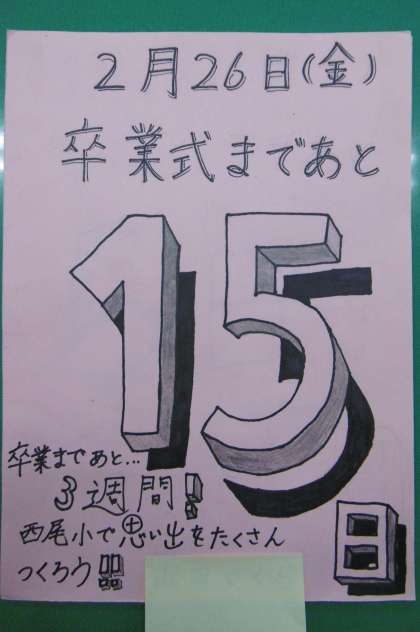 2月26日(金)
卒業式まであと
15
日
卒業まであと…
3週間!
西尾小で思い出をたくさん
つくろう!!